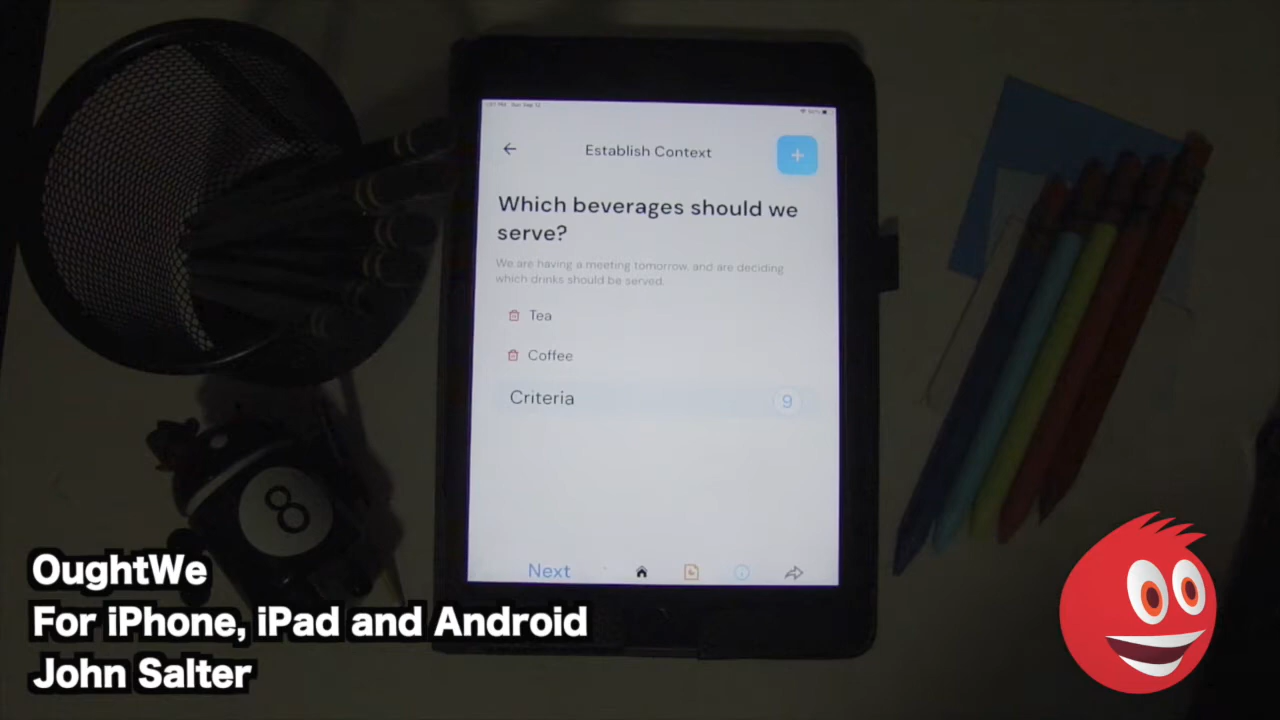 Establish Context
+
Which beverages should we
serve?
We are having a meeting tomorrow, and are deciding
which drinks should be served.
Tea
Coffee
Criteria 9
Next
8
OughtWe
For iPhone, iPad and Android
John Salter